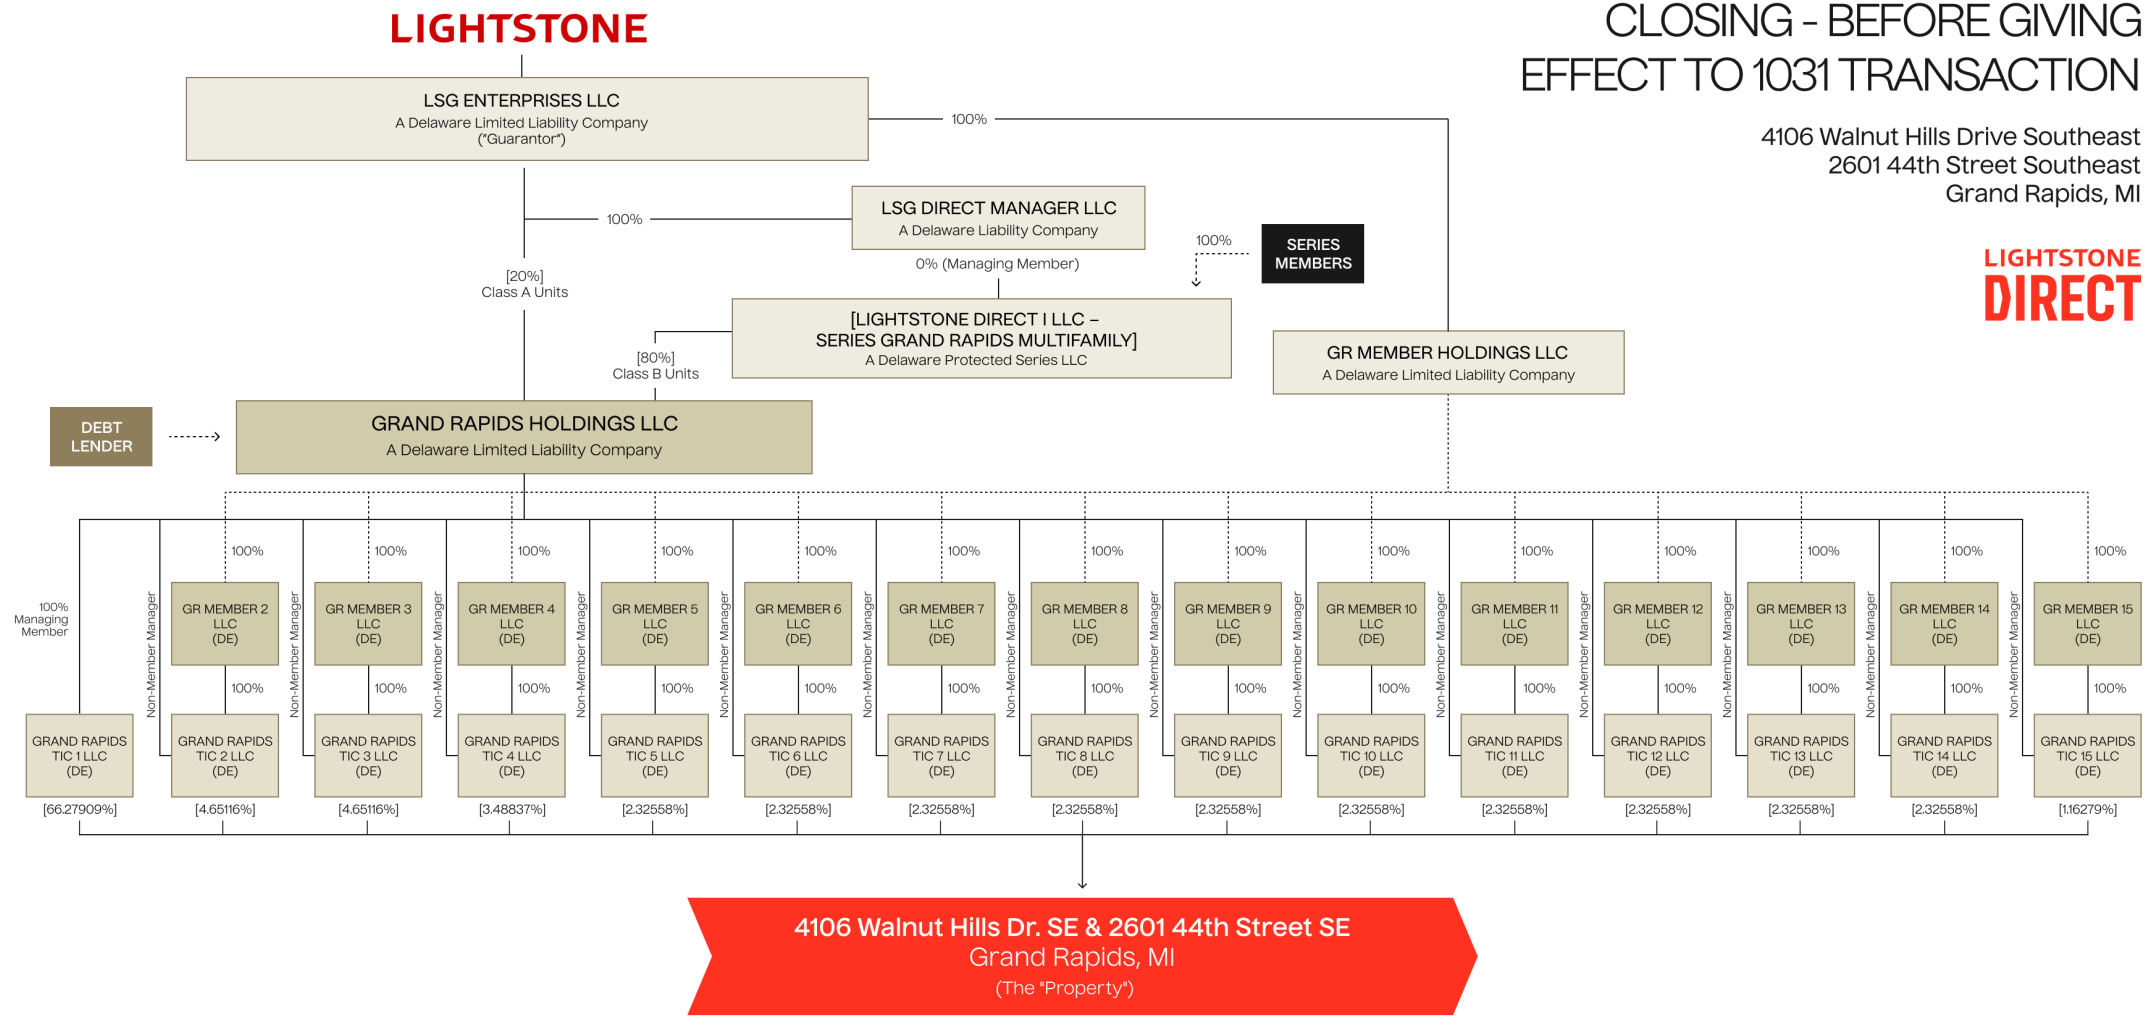 LIGHTSTONE
CLOSING - BEFORE GIVING
EFFECT TO 1031 TRANSACTION
4106 Walnut Hills Drive Southeast
2601 44th Street Southeast
Grand Rapids, MI
LIGHTSTONE
DIRECT
LSG ENTERPRISES LLC
A Delaware Limited Liability Company
("Guarantor")
100%
100%
LSG DIRECT MANAGER LLC
A Delaware Liability Company
0% (Managing Member)
100%
SERIES
MEMBERS
[20%]
Class A Units
[LIGHTSTONE DIRECT I LLC –
SERIES GRAND RAPIDS MULTIFAMILY]
A Delaware Protected Series LLC
[80%]
Class B Units
GR MEMBER HOLDINGS LLC
A Delaware Limited Liability Company
DEBT
LENDER
GRAND RAPIDS HOLDINGS LLC
A Delaware Limited Liability Company
100%
Managing
Member
Non-Member Manager
100%
GR MEMBER 2
LLC
(DE)
100%
Non-Member Manager
100%
GR MEMBER 3
LLC
(DE)
100%
Non-Member Manager
100%
GR MEMBER 4
LLC
(DE)
100%
Non-Member Manager
100%
GR MEMBER 5
LLC
(DE)
100%
Non-Member Manager
100%
GR MEMBER 6
LLC
(DE)
100%
Non-Member Manager
100%
GR MEMBER 7
LLC
(DE)
100%
Non-Member Manager
100%
GR MEMBER 8
LLC
(DE)
100%
Non-Member Manager
100%
GR MEMBER 9
LLC
(DE)
100%
Non-Member Manager
100%
GR MEMBER 10
LLC
(DE)
100%
Non-Member Manager
100%
GR MEMBER 11
LLC
(DE)
100%
Non-Member Manager
100%
GR MEMBER 12
LLC
(DE)
100%
Non-Member Manager
100%
GR MEMBER 13
LLC
(DE)
100%
Non-Member Manager
100%
GR MEMBER 14
LLC
(DE)
100%
Non-Member Manager
100%
GR MEMBER 15
LLC
(DE)
100%
GRAND RAPIDS
TIC 1 LLC
(DE)
[66.27909%]
GRAND RAPIDS
TIC 2 LLC
(DE)
[4.65116%]
GRAND RAPIDS
TIC 3 LLC
(DE)
[4.65116%]
GRAND RAPIDS
TIC 4 LLC
(DE)
[3.48837%]
GRAND RAPIDS
TIC 5 LLC
(DE)
[2.32558%]
GRAND RAPIDS
TIC 6 LLC
(DE)
[2.32558%]
GRAND RAPIDS
TIC 7 LLC
(DE)
[2.32558%]
GRAND RAPIDS
TIC 8 LLC
(DE)
[2.32558%]
GRAND RAPIDS
TIC 9 LLC
(DE)
[2.32558%]
GRAND RAPIDS
TIC 10 LLC
(DE)
[2.32558%]
GRAND RAPIDS
TIC 11 LLC
(DE)
[2.32558%]
GRAND RAPIDS
TIC 12 LLC
(DE)
[2.32558%]
GRAND RAPIDS
TIC 13 LLC
(DE)
[2.32558%]
GRAND RAPIDS
TIC 14 LLC
(DE)
[2.32558%]
GRAND RAPIDS
TIC 15 LLC
(DE)
[1.16279%]
4106 Walnut Hills Dr. SE & 2601 44th Street SE
Grand Rapids, MI
(The "Property")